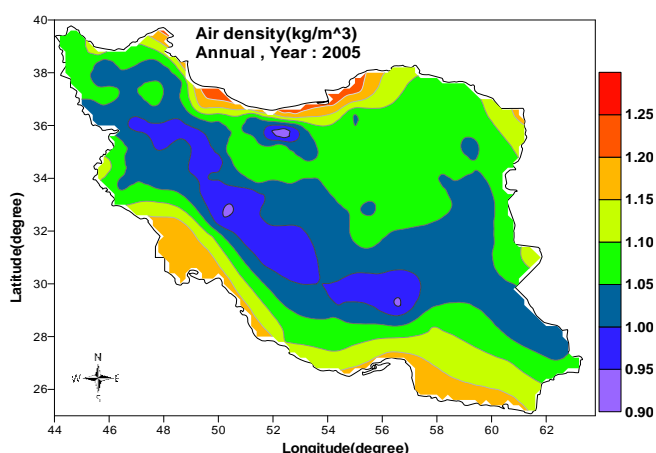 Air density(kg/m^3)
Annual , Year : 2005
40
38
36
34
32
30
28
26
Latitude(degree)
N
W E
S
44 46 48 50 52 54 56 58 60 62
Longitude(degree)
1.25
1.20
1.15
1.10
1.05
1.00
0.95
0.90